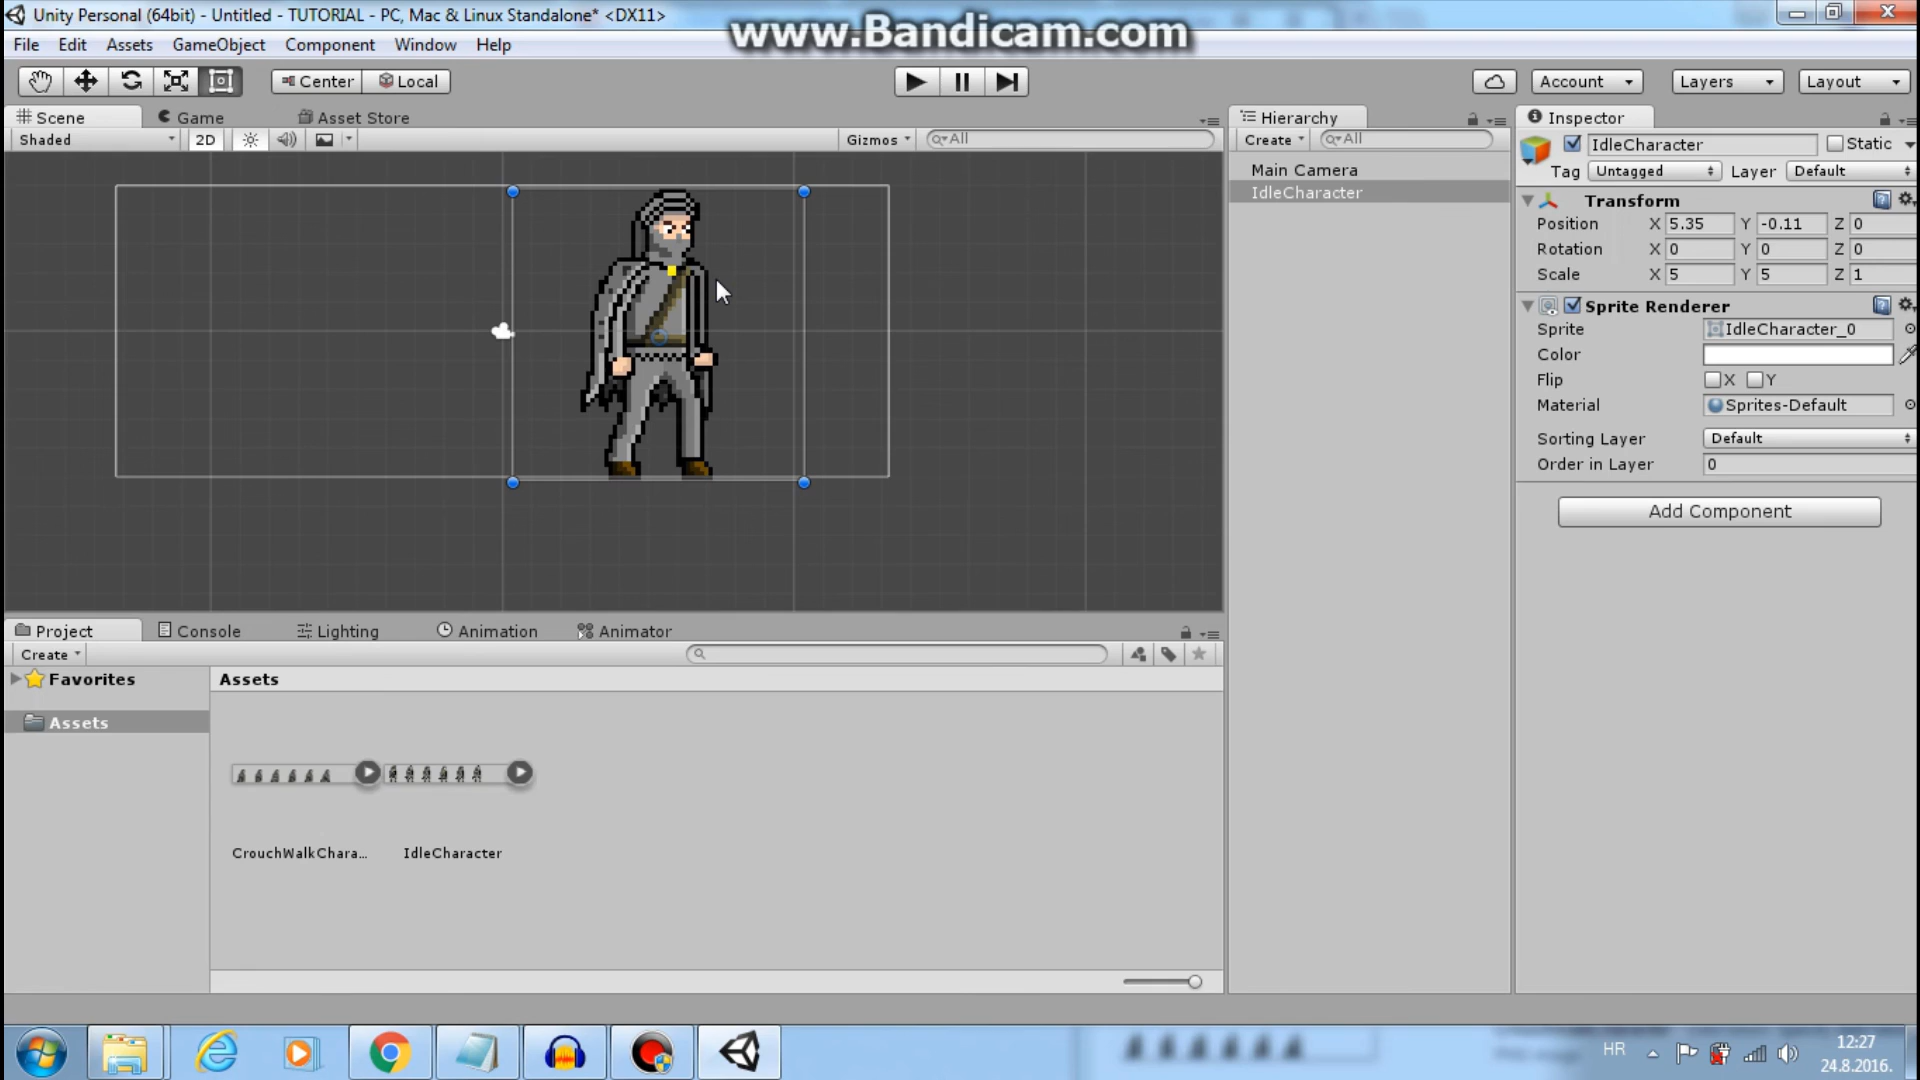 Unity Personal (64bit) - Untitled - TUTORIAL - PC, Mac & Linux Standalone* <DX11>
www.Bandicam.com
File Edit Assets GameObject Component Window Help
Center Local
Account Layers Layout
Scene Game Asset Store
Shaded 2D Gizmos All
Hierarchy
Create All
Main Camera
IdleCharacter
Inspector
IdleCharacter Static
Tag Untagged Layer Default
Transform
Position X 5.35 Y -0.11 Z 0
Rotation X 0 Y 0 Z 0
Scale X 5 Y 5 Z 1
Sprite Renderer
Sprite IdleCharacter_0
Color
Flip X Y
Material Sprites-Default
Sorting Layer Default
Order in Layer 0
Add Component
Project Console Lighting Animation Animator
Create
Favorites
Assets
Assets
CrouchWalkChara...
IdleCharacter
HR
12:27
24.8.2016.